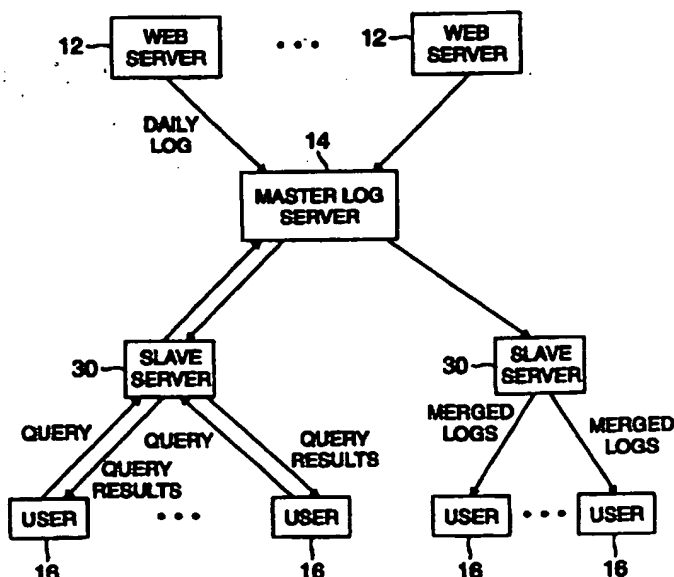 12
WEB
SERVER
...
12
WEB
SERVER
DAILY
LOG
14
MASTER LOG
SERVER
30
SLAVE
SERVER
30
SLAVE
SERVER
QUERY
QUERY
RESULTS
QUERY
QUERY
RESULTS
MERGED
LOGS
MERGED
LOGS
USER
...
USER
USER
...
USER
16
16
16
16